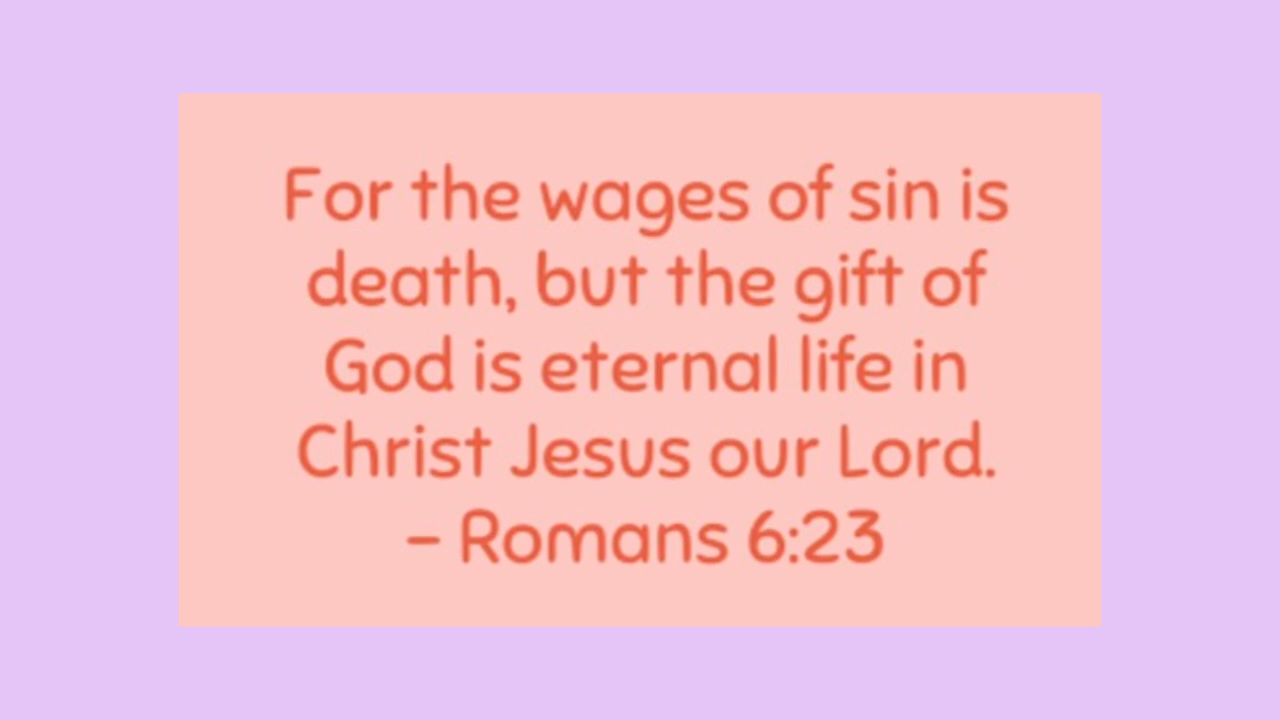 For the wages of sin is
death, but the gift of
God is eternal life in
Christ Jesus our Lord.
- Romans 6:23